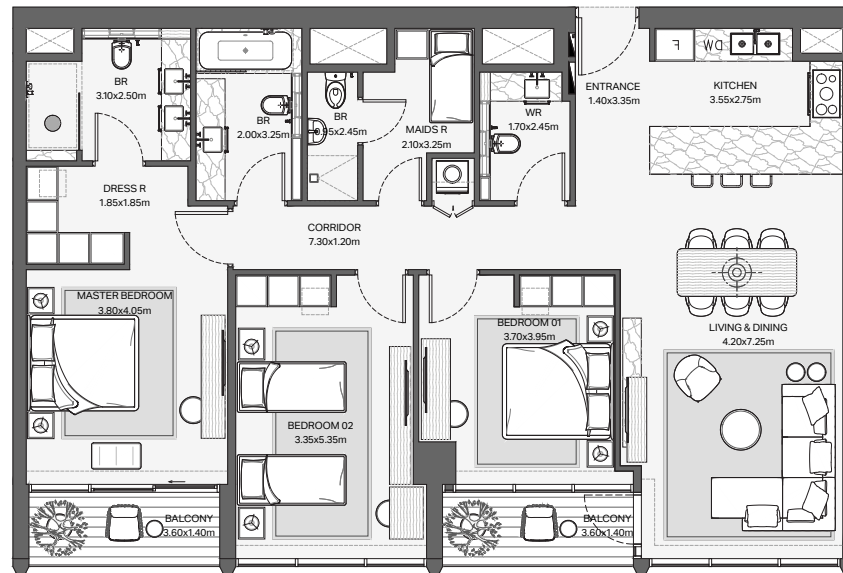 BR
3.10x2.50m
BR
2.00x3.25m
BR
0.95x2.45m
MAIDS R
2.10x3.25m
WR
1.70x2.45m
ENTRANCE
1.40x3.35m
F
DW
KITCHEN
3.55x2.75m
DRESS R
1.85x1.85m
CORRIDOR
7.30x1.20m
MASTER BEDROOM
3.80x4.05m
BEDROOM 01
3.70x3.95m
LIVING & DINING
4.20x7.25m
BEDROOM 02
3.35x5.35m
BALCONY
3.60x1.40m
BALCONY
3.60x1.40m